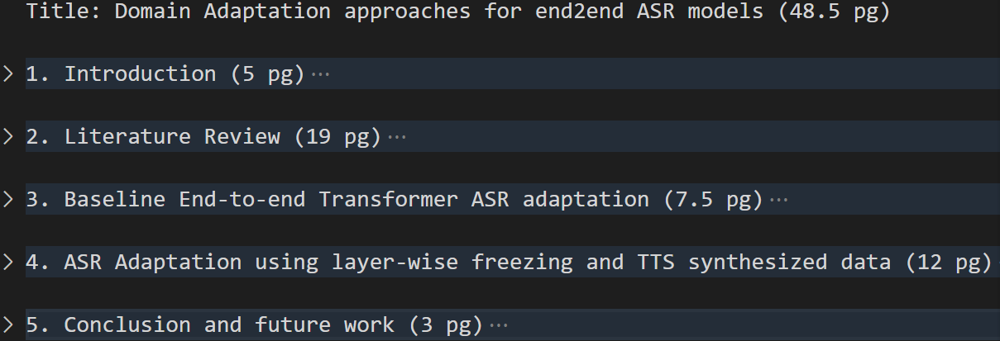 Title: Domain Adaptation approaches for end2end ASR models (48.5 pg)
1. Introduction (5 pg)···
2. Literature Review (19 pg)···
3. Baseline End-to-end Transformer ASR adaptation (7.5 pg)···
4. ASR Adaptation using layer-wise freezing and TTS synthesized data (12 pg)
5. Conclusion and future work (3 pg)···